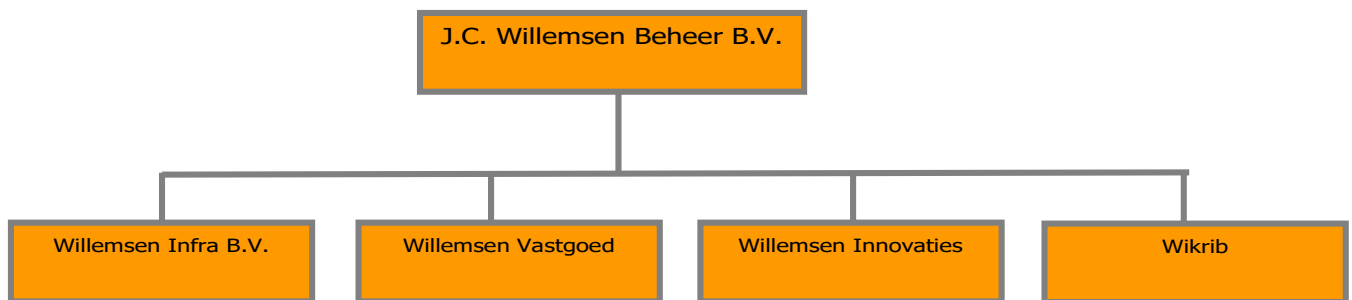 J.C. Willemsen Beheer B.V.
Willemsen Infra B.V.
Willemsen Vastgoed
Willemsen Innovaties
Wikrib